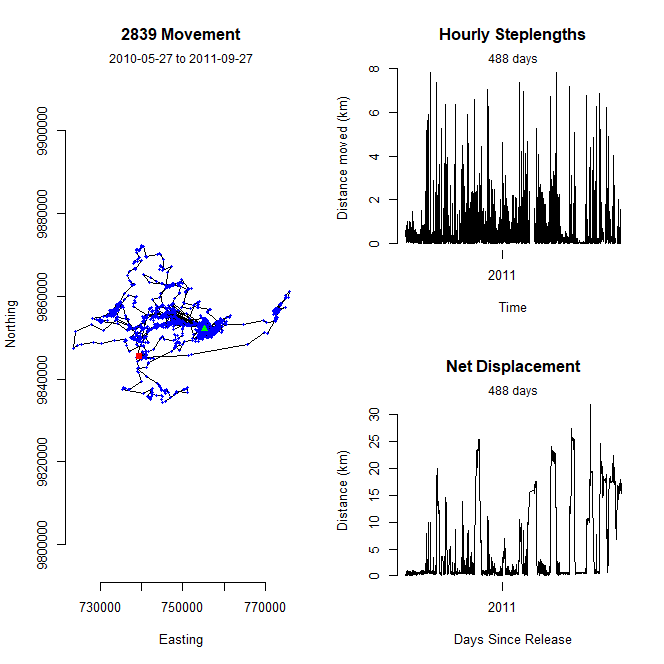 2839 Movement
2010-05-27 to 2011-09-27
Northing
9900000
9880000
9860000
9840000
9820000
9800000
730000 750000 770000
Easting
Hourly Steplengths
488 days
Distance moved (km)
8
6
4
2
0
2011
Time
Net Displacement
488 days
Distance (km)
30
25
20
15
10
5
0
2011
Days Since Release